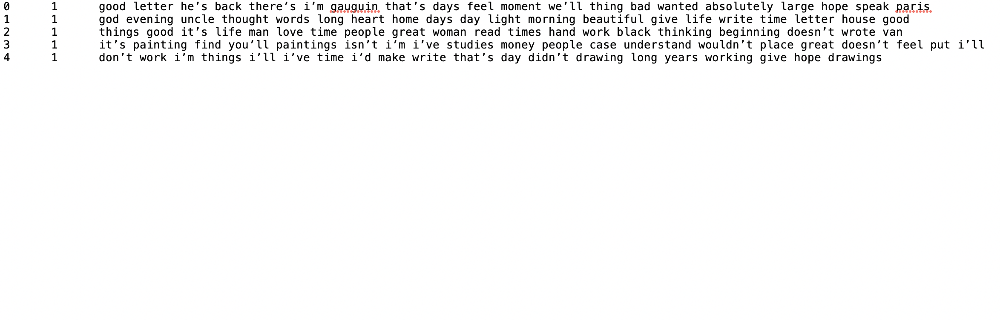 0 1 good letter he’s back there’s i’m gauguin that’s days feel moment we’ll thing bad wanted absolutely large hope speak paris
1 1 god evening uncle thought words long heart home days day light morning beautiful give life write time letter house good
2 1 things good it’s life man love time people great woman read times hand work black thinking beginning doesn’t wrote van
3 1 it’s painting find you’ll paintings isn’t i’m i’ve studies money people case understand wouldn’t place great doesn’t feel put i’ll
4 1 don’t work i’m things i’ll i’ve time i’d make write that’s day didn’t drawing long years working give hope drawings